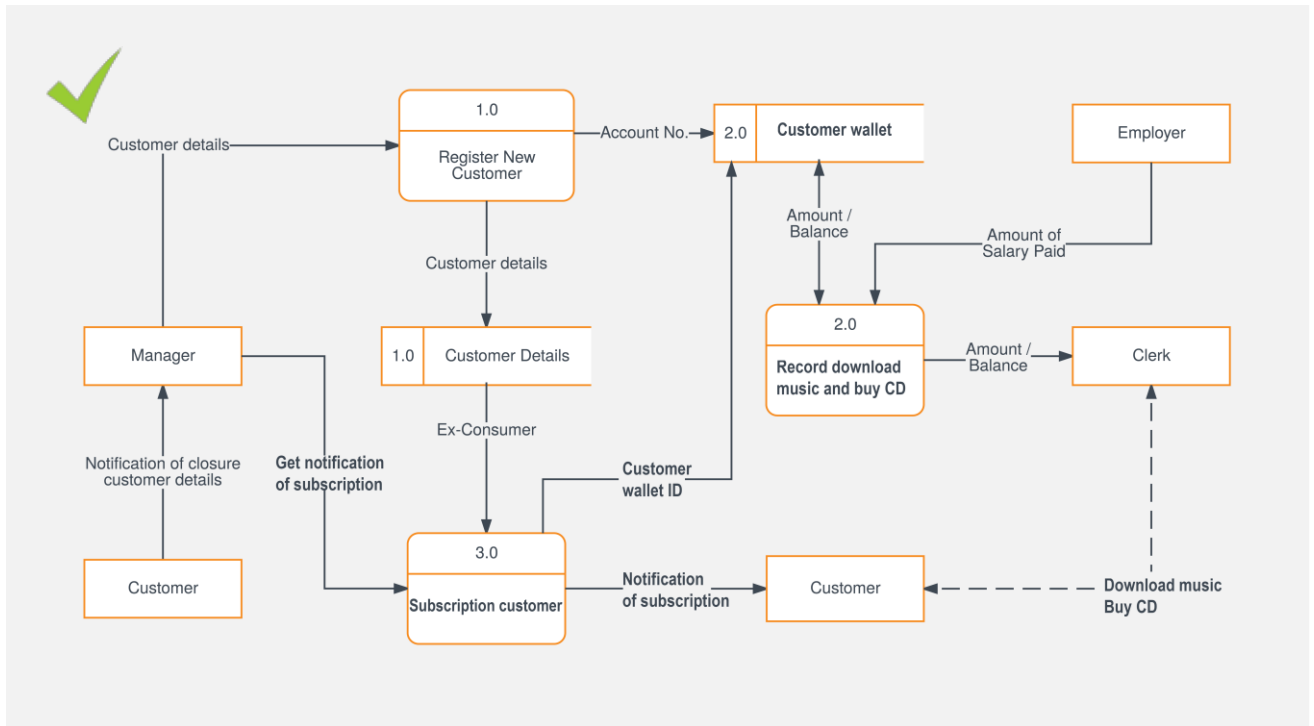 1.0
Register New
Customer
Customer details
Account No.
2.0
Customer wallet
Employer
Amount /
Balance
Amount of
Salary Paid
Customer details
Manager
1.0
Customer Details
2.0
Record download
music and buy CD
Amount /
Balance
Clerk
Ex-Consumer
Notification of closure
customer details
Get notification
of subscription
Customer
wallet ID
Customer
3.0
Subscription customer
Notification
of subscription
Customer
Download music
Buy CD